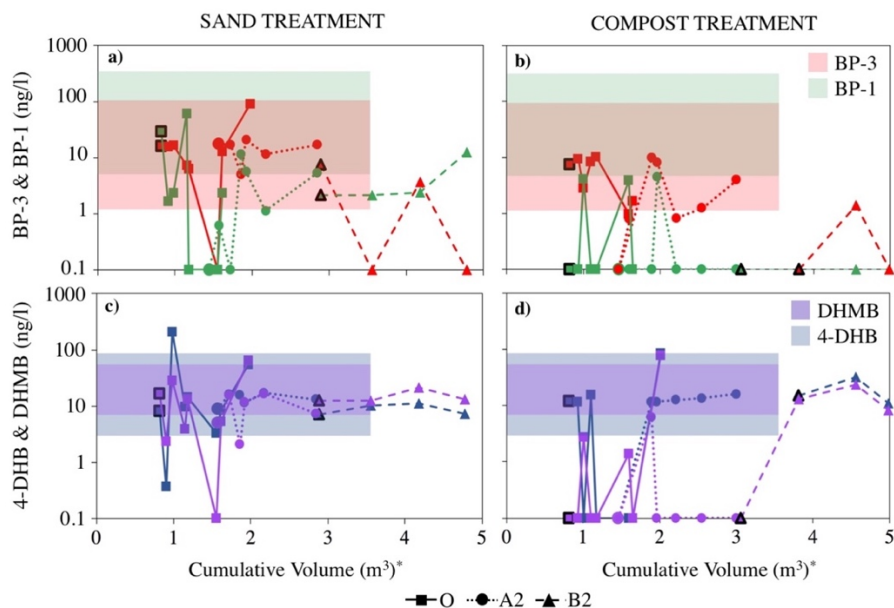 SAND TREATMENT
COMPOST TREATMENT
BP-3 & BP-1 (ng/l)
1000
100
10
1
0.1
a)
b)
BP-3
BP-1
4-DHB & DHMB (ng/l)
1000
100
10
1
0.1
c)
d)
DHMB
4-DHB
0 1 2 3 4 5
0 1 2 3 4 5
Cumulative Volume (m³)*
Cumulative Volume (m³)*
O A2 B2